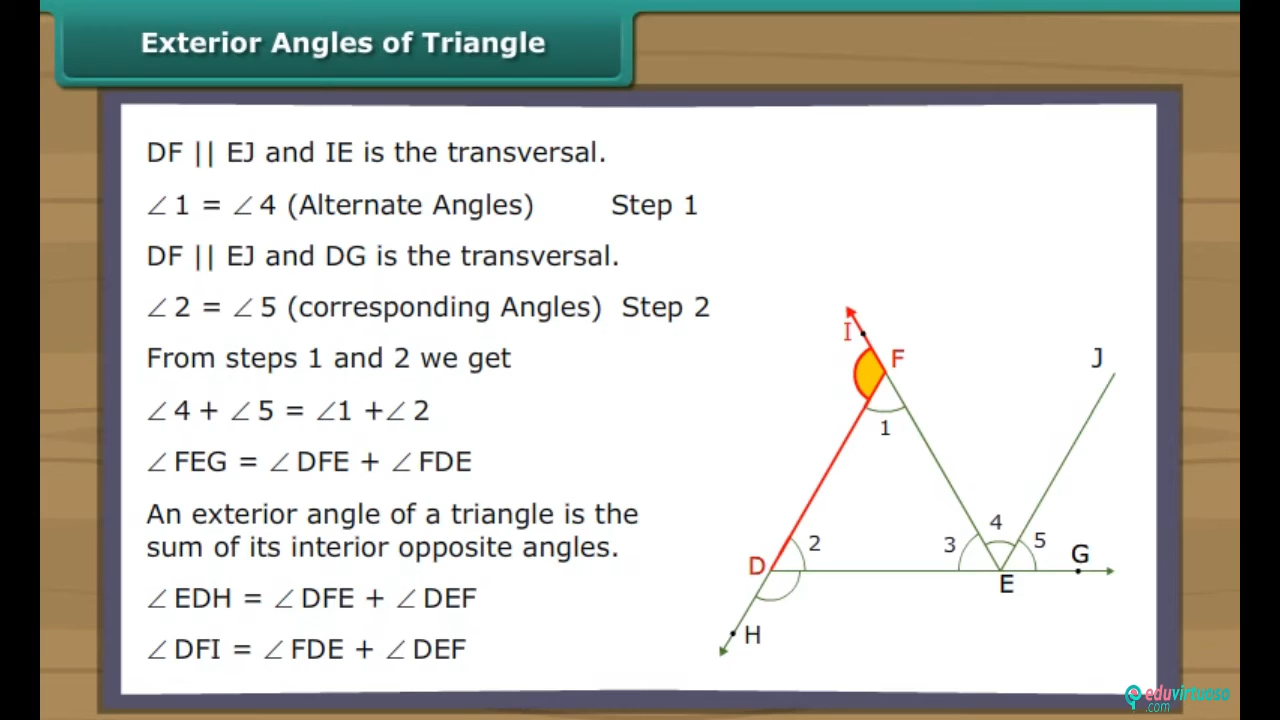 Exterior Angles of Triangle
DF || EJ and IE is the transversal.
∠1 = ∠4 (Alternate Angles) Step 1
DF || EJ and DG is the transversal.
∠2 = ∠5 (corresponding Angles) Step 2
From steps 1 and 2 we get
∠4 + ∠5 = ∠1 +∠2
∠FEG = ∠DFE + ∠FDE
An exterior angle of a triangle is the
sum of its interior opposite angles.
∠EDH = ∠DFE + ∠DEF
∠DFI = ∠FDE + ∠DEF
I
F
J
1
4
2
3
5
G
D
E
H
eduvirtuoso
.com